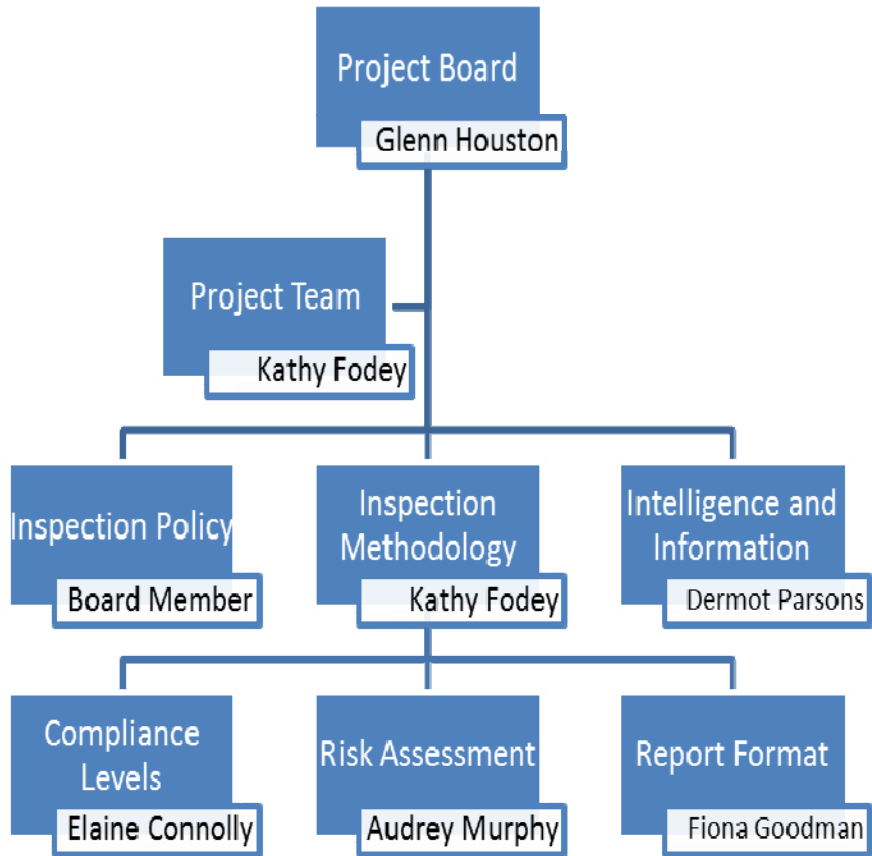 Project Board
Glenn Houston
Project Team
Kathy Fodey
Inspection Policy
Board Member
Inspection
Methodology
Kathy Fodey
Intelligence and
Information
Dermot Parsons
Compliance
Levels
Elaine Connolly
Risk Assessment
Audrey Murphy
Report Format
Fiona Goodman